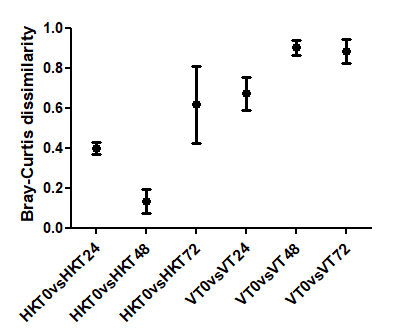 Bray-Curtis dissimilarity
1.0
0.8
0.6
0.4
0.2
0.0
HKT0vsHKT24
HKT0vsHKT48
HKT0vsHKT72
VT0vsVT24
VT0vsVT48
VT0vsVT72